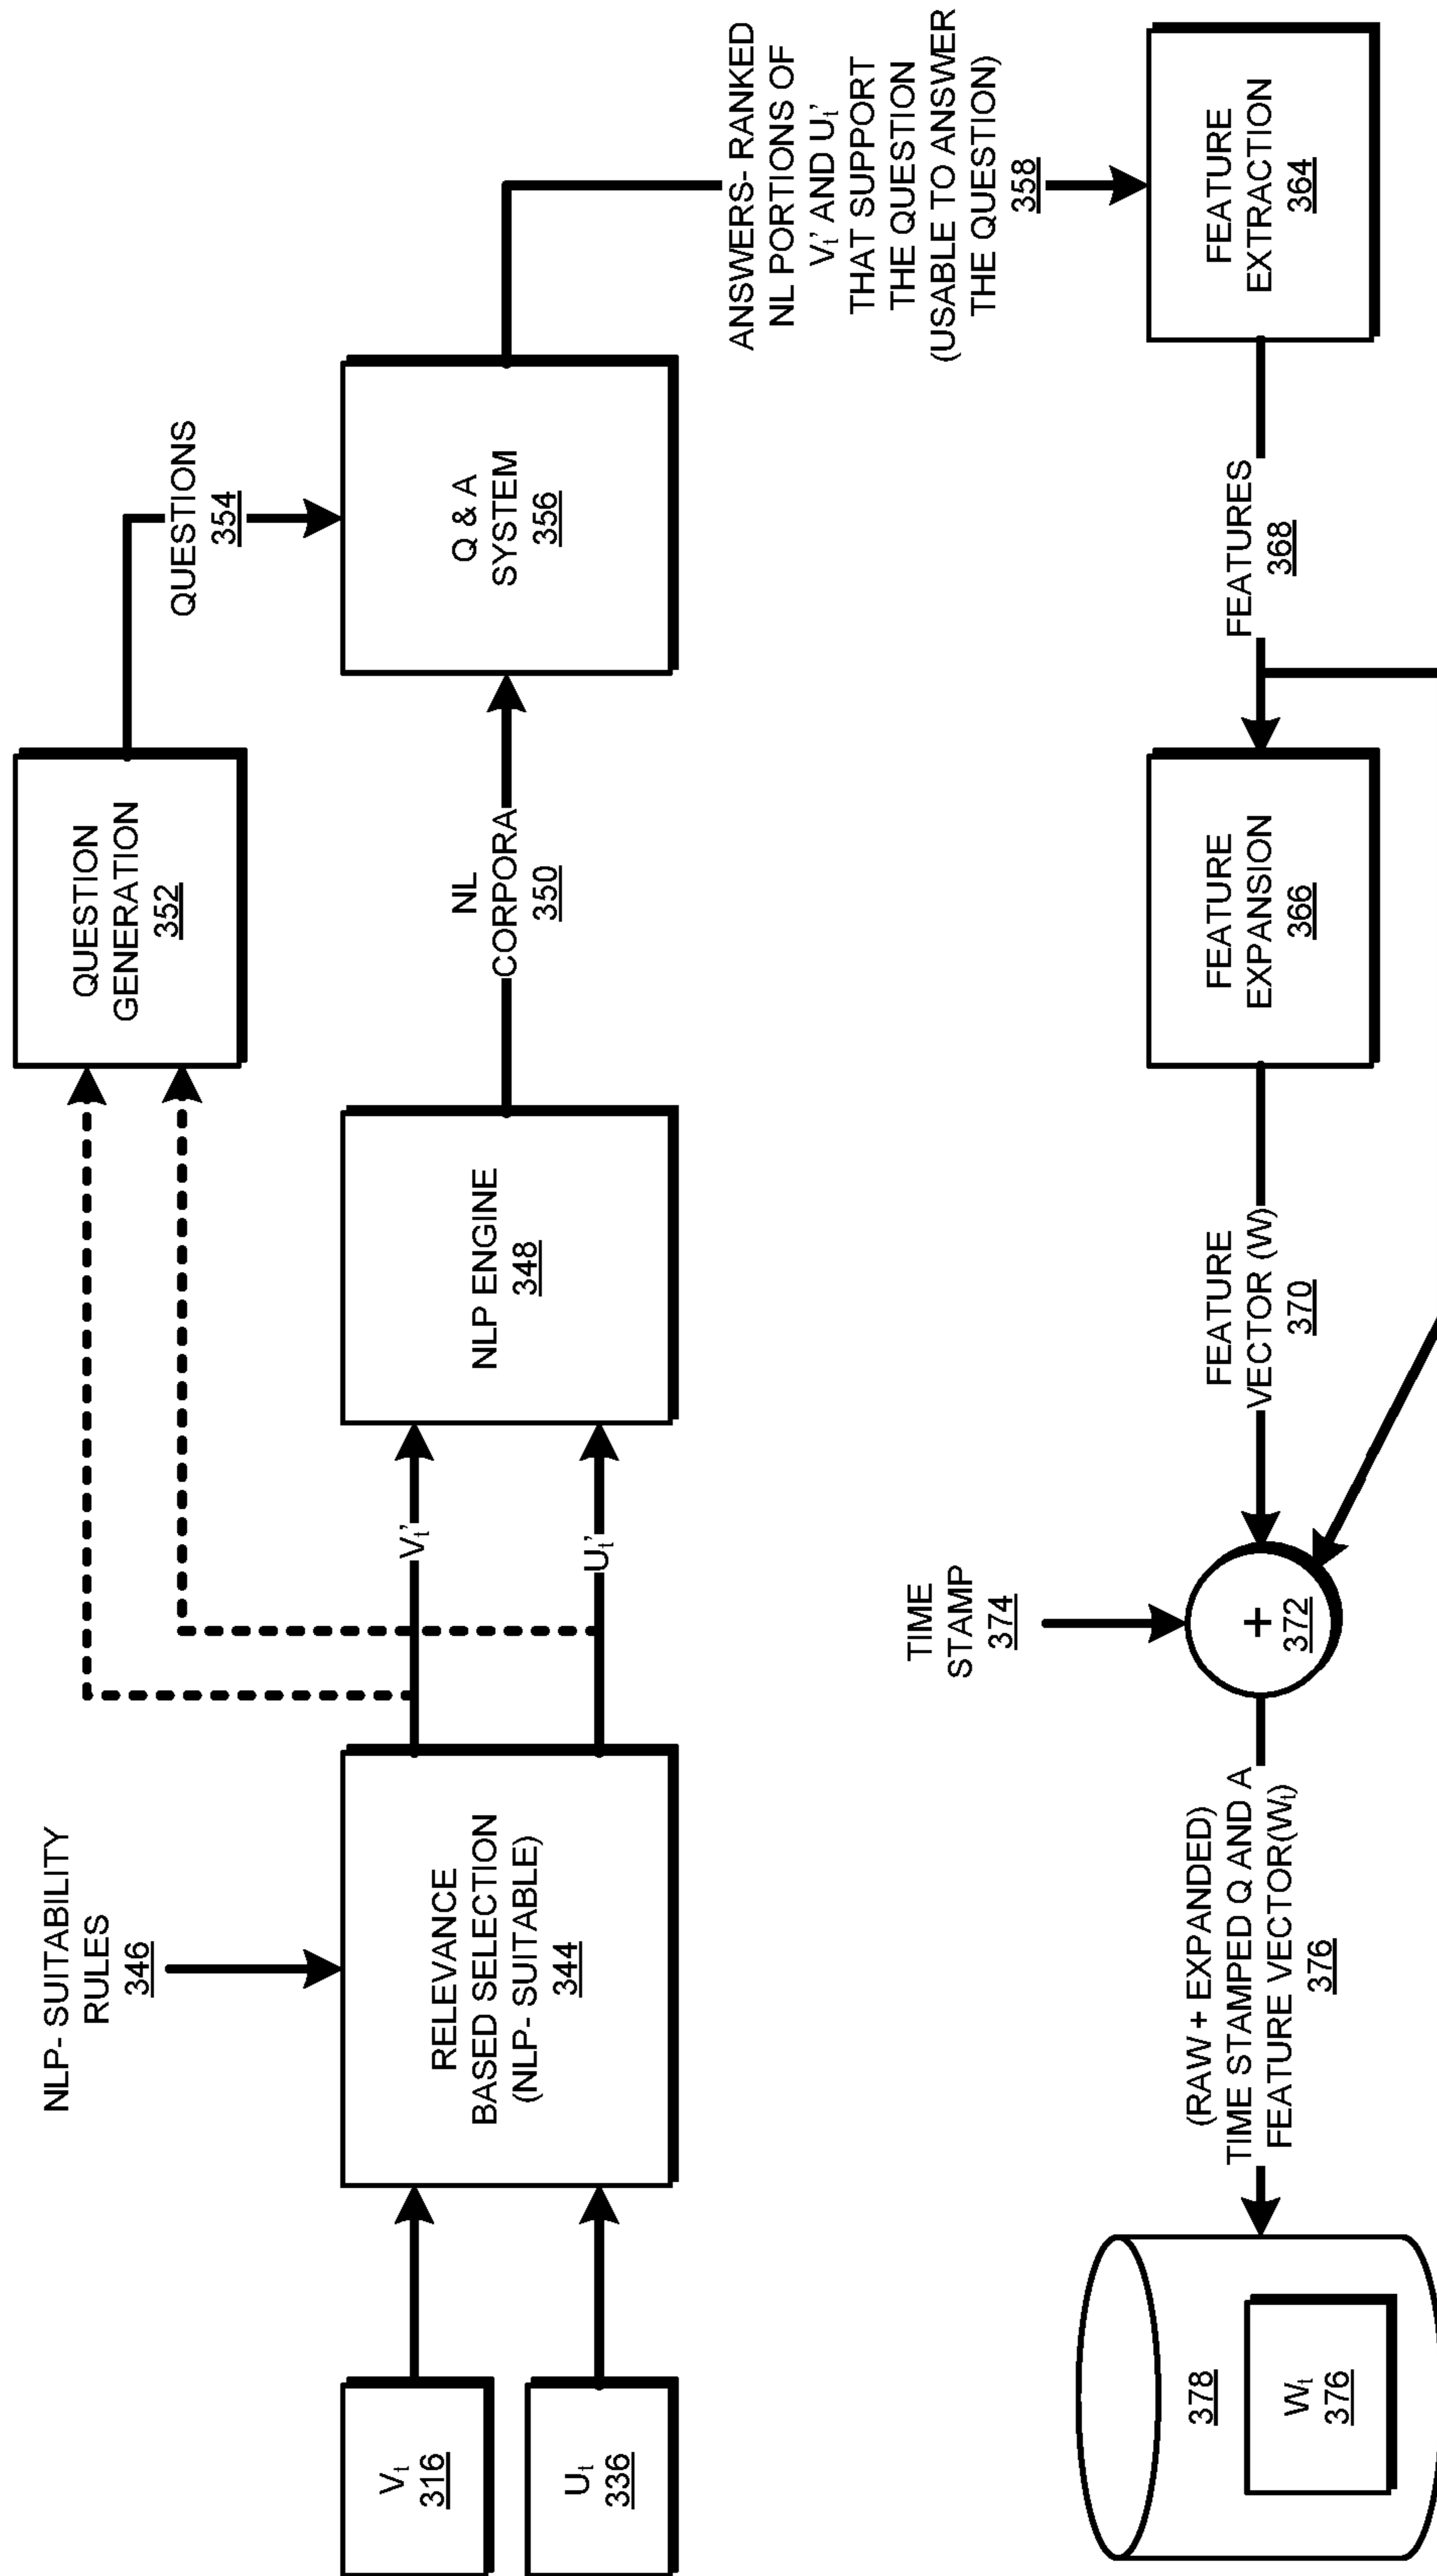 NLP- SUITABILITY
RULES
346
QUESTION
GENERATION
352
QUESTIONS
354
Vt
316
Ut
336
RELEVANCE
BASED SELECTION
(NLP- SUITABLE)
344
Vt'
Ut'
NLP ENGINE
348
NL
CORPORA
350
Q & A
SYSTEM
356
ANSWERS- RANKED
NL PORTIONS OF
Vt' AND Ut'
THAT SUPPORT
THE QUESTION
(USABLE TO ANSWER
THE QUESTION)
358
FEATURE
EXTRACTION
364
FEATURES
368
FEATURE
EXPANSION
366
FEATURE
VECTOR (W)
370
TIME
STAMP
374
+
372
(RAW + EXPANDED)
TIME STAMPED Q AND A
FEATURE VECTOR(Wt)
376
378
Wt
376